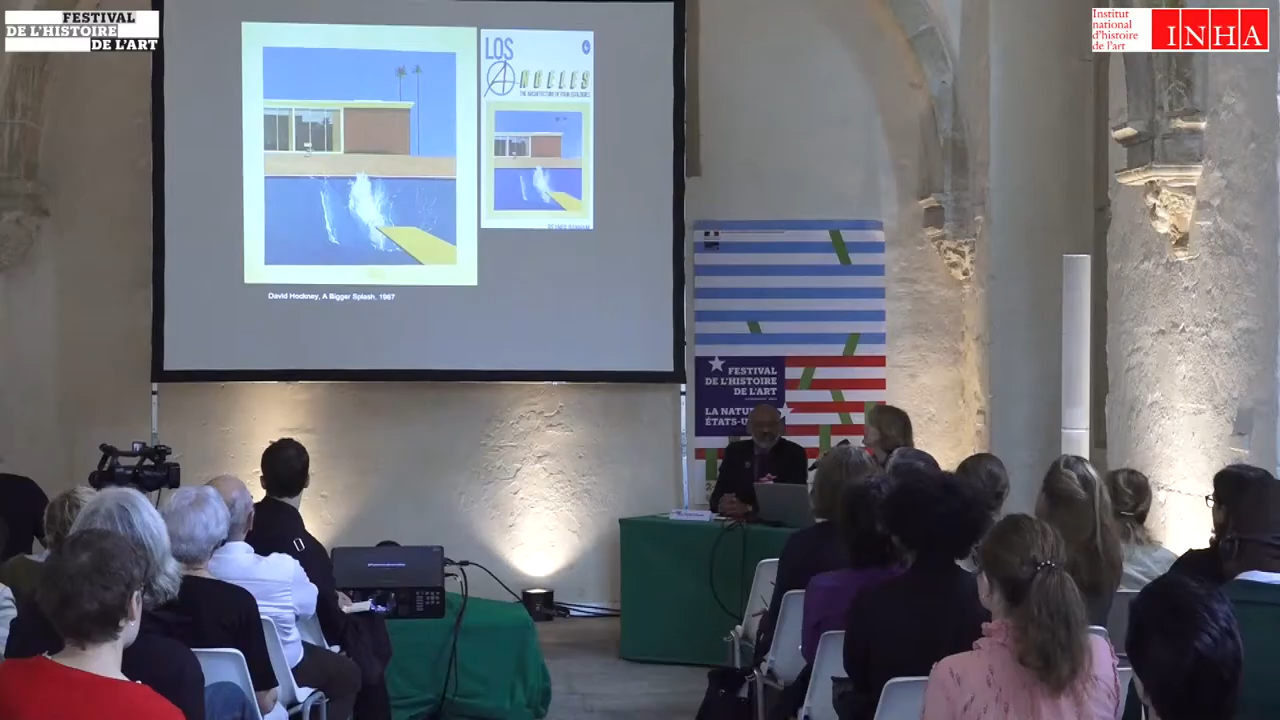 FESTIVAL
DE L'HISTOIRE
DE L'ART
Institut
national
d'histoire
de l'art
INHA
LOS
ANGELES
THE ARCHITECTURE OF FOUR ECOLOGIES
David Hockney, A Bigger Splash, 1967
FESTIVAL
DE L'HISTOIRE
DE L'ART
LA NATU
ÉTATS-U